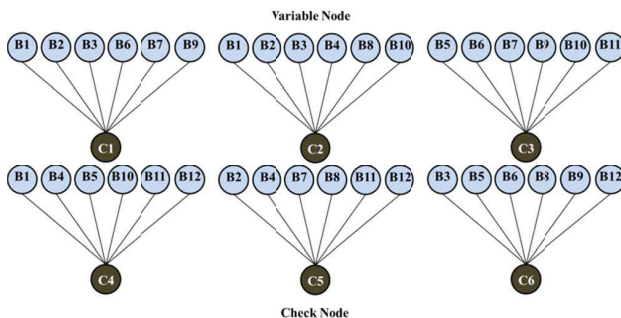 Variable Node
B1 B2 B3 B6 B7 B9 B1 B2 B3 B4 B8 B10 B5 B6 B7 B9 B10 B11
C1 C2 C3
B1 B4 B5 B10 B11 B12 B2 B4 B7 B8 B11 B12 B3 B5 B6 B8 B9 B12
C4 C5 C6
Check Node